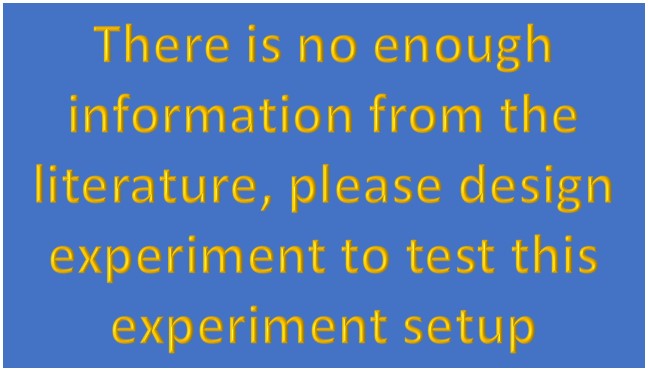 There is no enough
information from the
literature, please design
experiment to test this
experiment setup